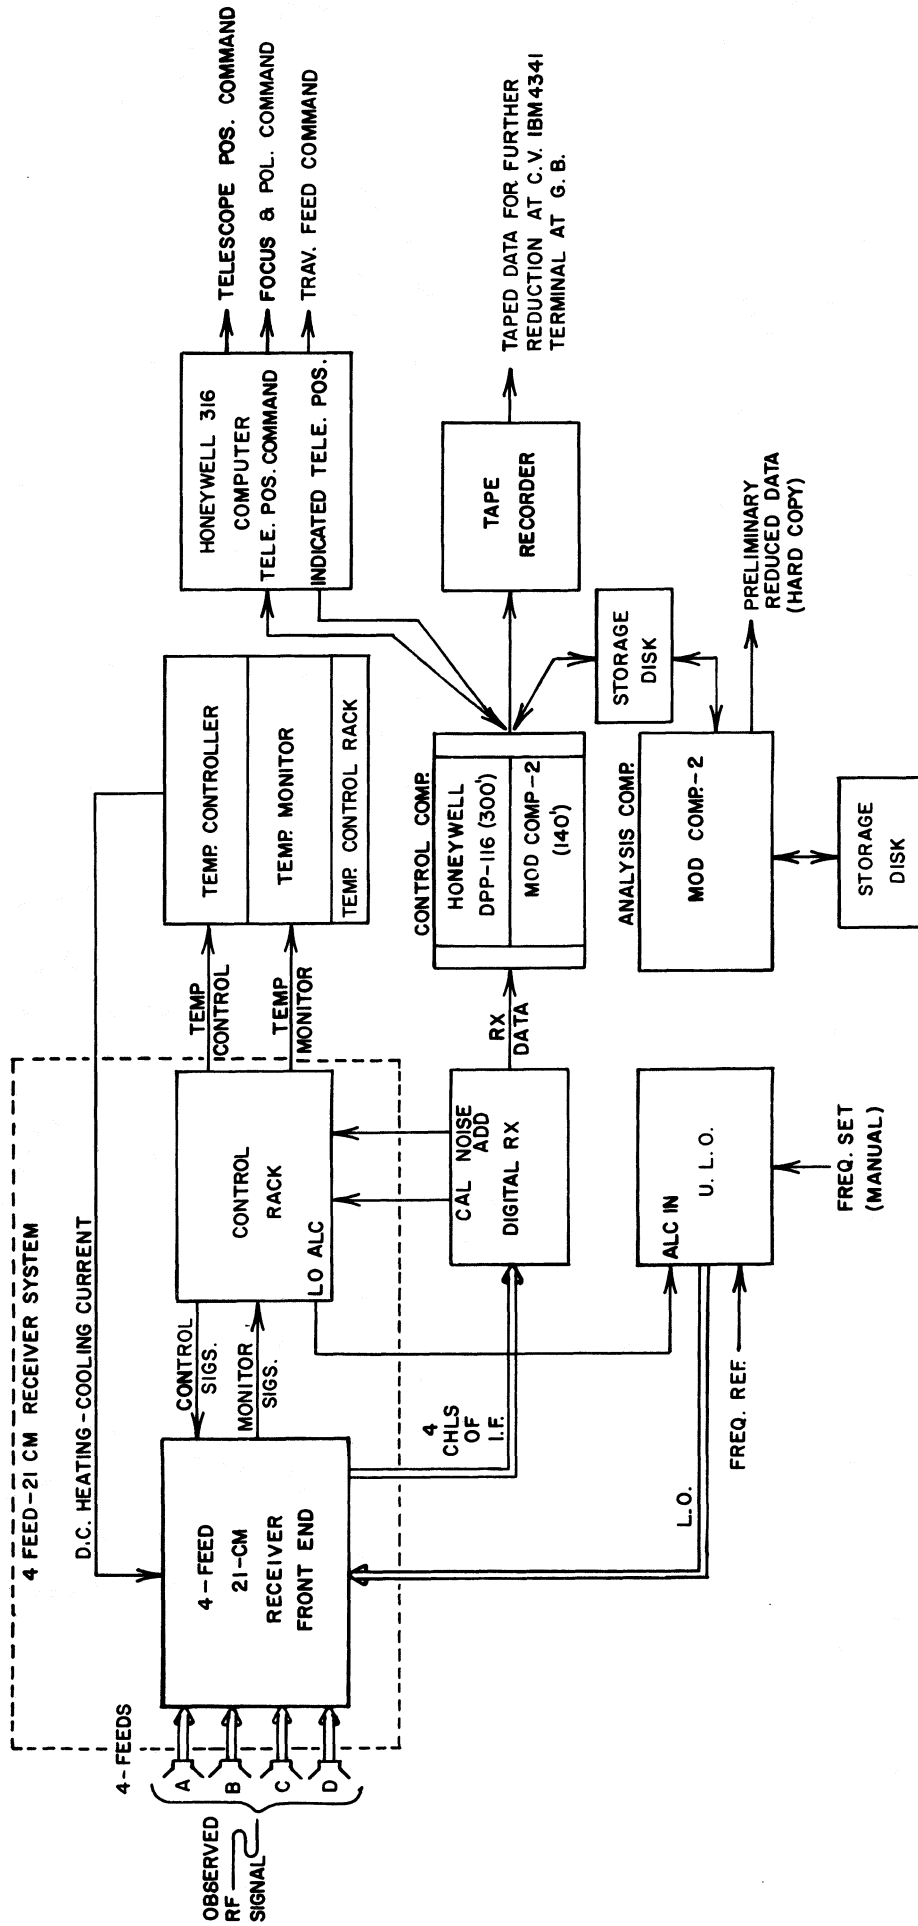 4 FEED-21 CM RECEIVER SYSTEM
D.C. HEATING-COOLING CURRENT
4-FEEDS
OBSERVED
RF
SIGNAL
A
B
C
D
4-FEED
21-CM
RECEIVER
FRONT END
CONTROL
SIGS.
MONITOR
SIGS.
CONTROL
RACK
LO ALC
TEMP
CONTROL
TEMP
MONITOR
TEMP. CONTROLLER
TEMP. MONITOR
TEMP. CONTROL RACK
HONEYWELL 316
COMPUTER
TELE. POS. COMMAND
INDICATED TELE. POS.
TELESCOPE POS. COMMAND
FOCUS & POL. COMMAND
TRAV. FEED COMMAND
4
CHLS
OF
I.F.
CAL NOISE
ADD
DIGITAL RX
RX
DATA
CONTROL COMP.
HONEYWELL
DPP-116 (300')
MOD COMP-2
(140')
TAPE
RECORDER
TAPED DATA FOR FURTHER
REDUCTION AT C.V. IBM 4341
TERMINAL AT G.B.
STORAGE
DISK
L.O.
ALC IN
U. L. O.
FREQ. REF.
FREQ. SET
(MANUAL)
ANALYSIS COMP.
MOD COMP.-2
PRELIMINARY
REDUCED DATA
(HARD COPY)
STORAGE
DISK